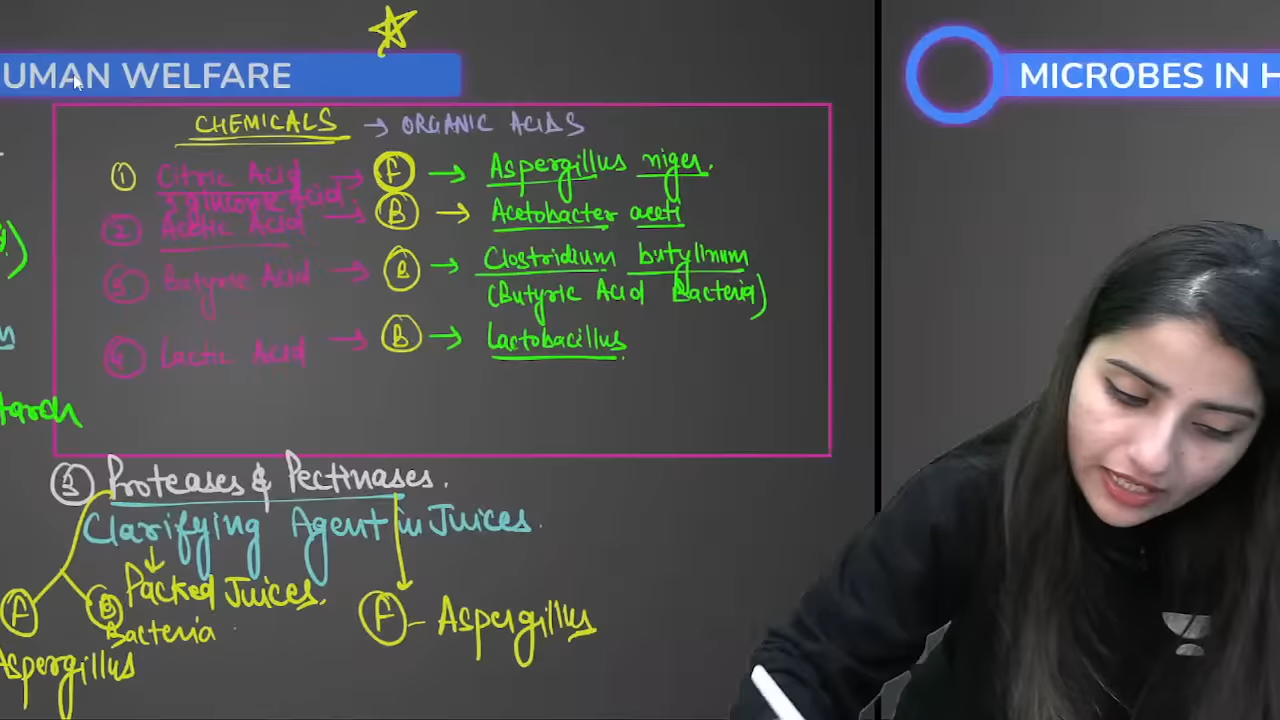 UMAN WELFARE
MICROBES IN H
CHEMICALS → ORGANIC ACIDS
① Citric Acid → F → Aspergillus niger.
& gluconic Acid.
② Acetic Acid → B → Acetobacter aceti
③ Butyric Acid → B → Clostridium butylinum
(Butyric Acid Bacteria)
④ Lactic Acid → B → Lactobacillus.
tarch
③ Proteases & Pectinases.
Clarifying Agent in Juices.
Packed Juices.
F B F - Aspergillus
Bacteria
Aspergillus